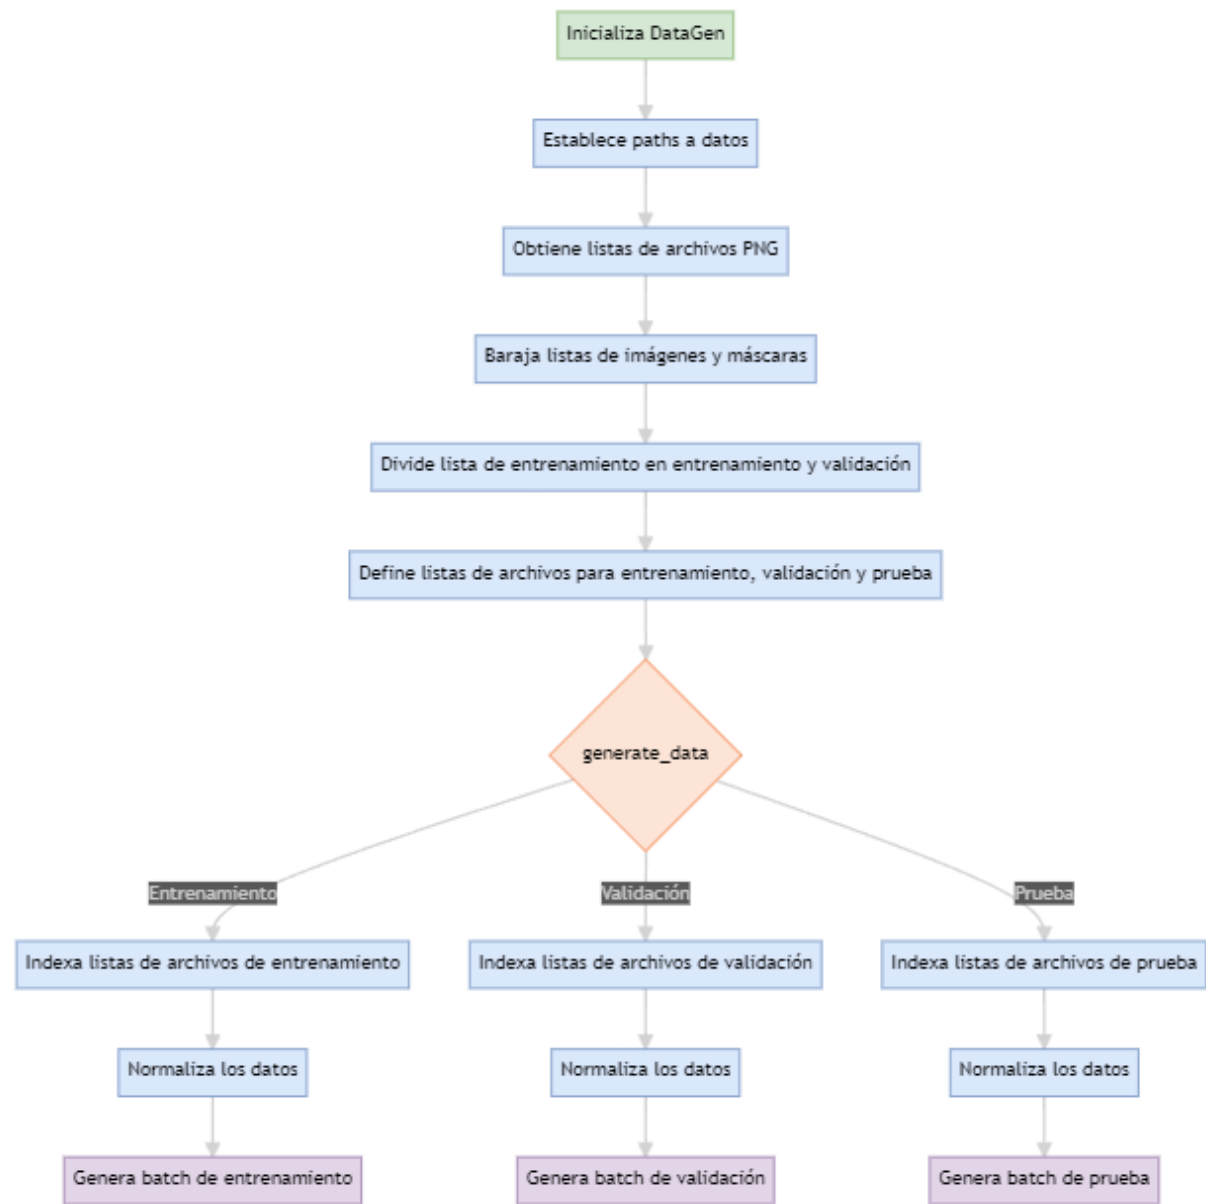 Inicializa DataGen
Establece paths a datos
Obtiene listas de archivos PNG
Baraja listas de imágenes y máscaras
Divide lista de entrenamiento en entrenamiento y validación
Define listas de archivos para entrenamiento, validación y prueba
generate_data
Entrenamiento
Validación
Prueba
Indexa listas de archivos de entrenamiento
Indexa listas de archivos de validación
Indexa listas de archivos de prueba
Normaliza los datos
Normaliza los datos
Normaliza los datos
Genera batch de entrenamiento
Genera batch de validación
Genera batch de prueba